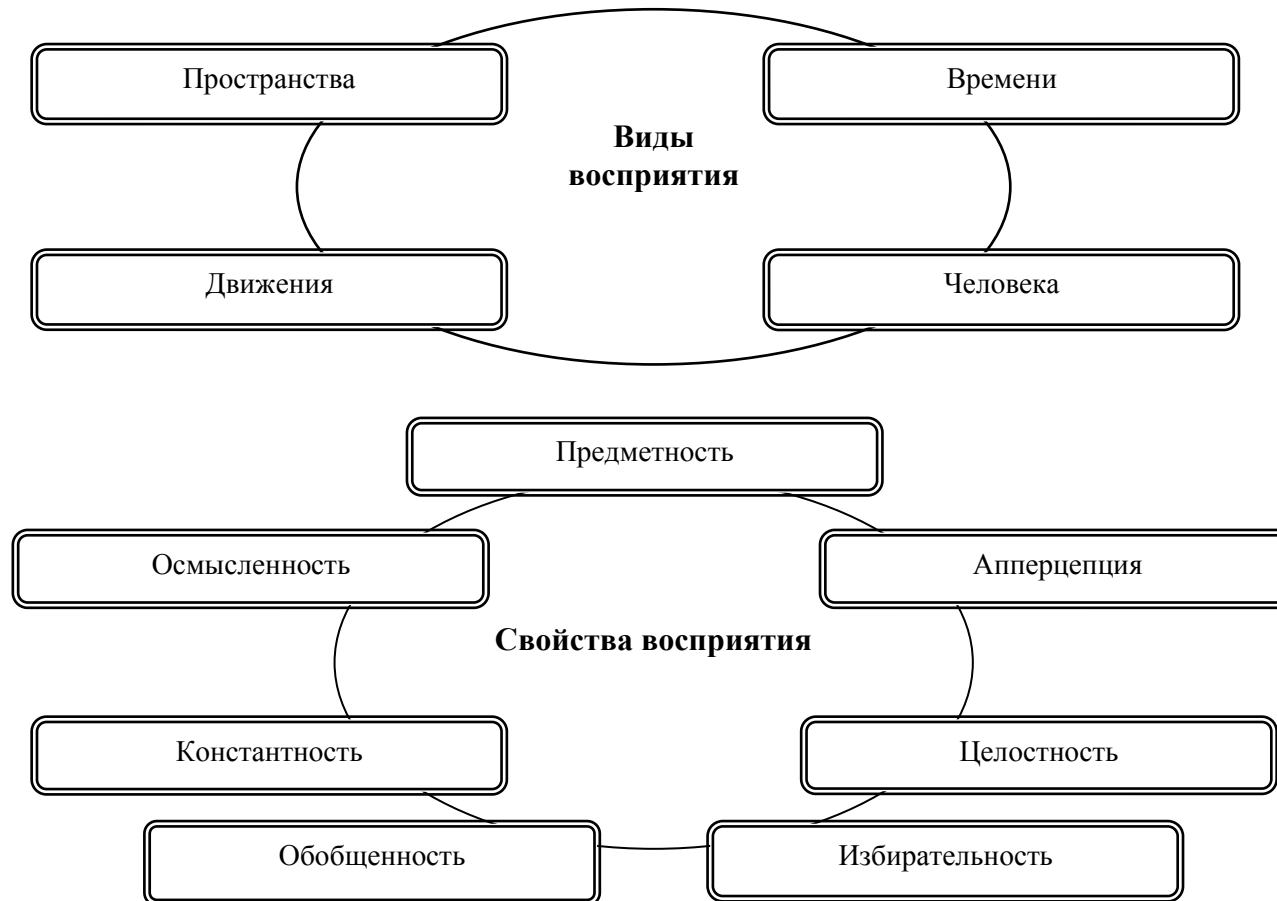 Пространства
Времени
Виды
восприятия
Движения
Человека
Предметность
Осмысленность
Апперцепция
Свойства восприятия
Константность
Целостность
Обобщенность
Избирательность